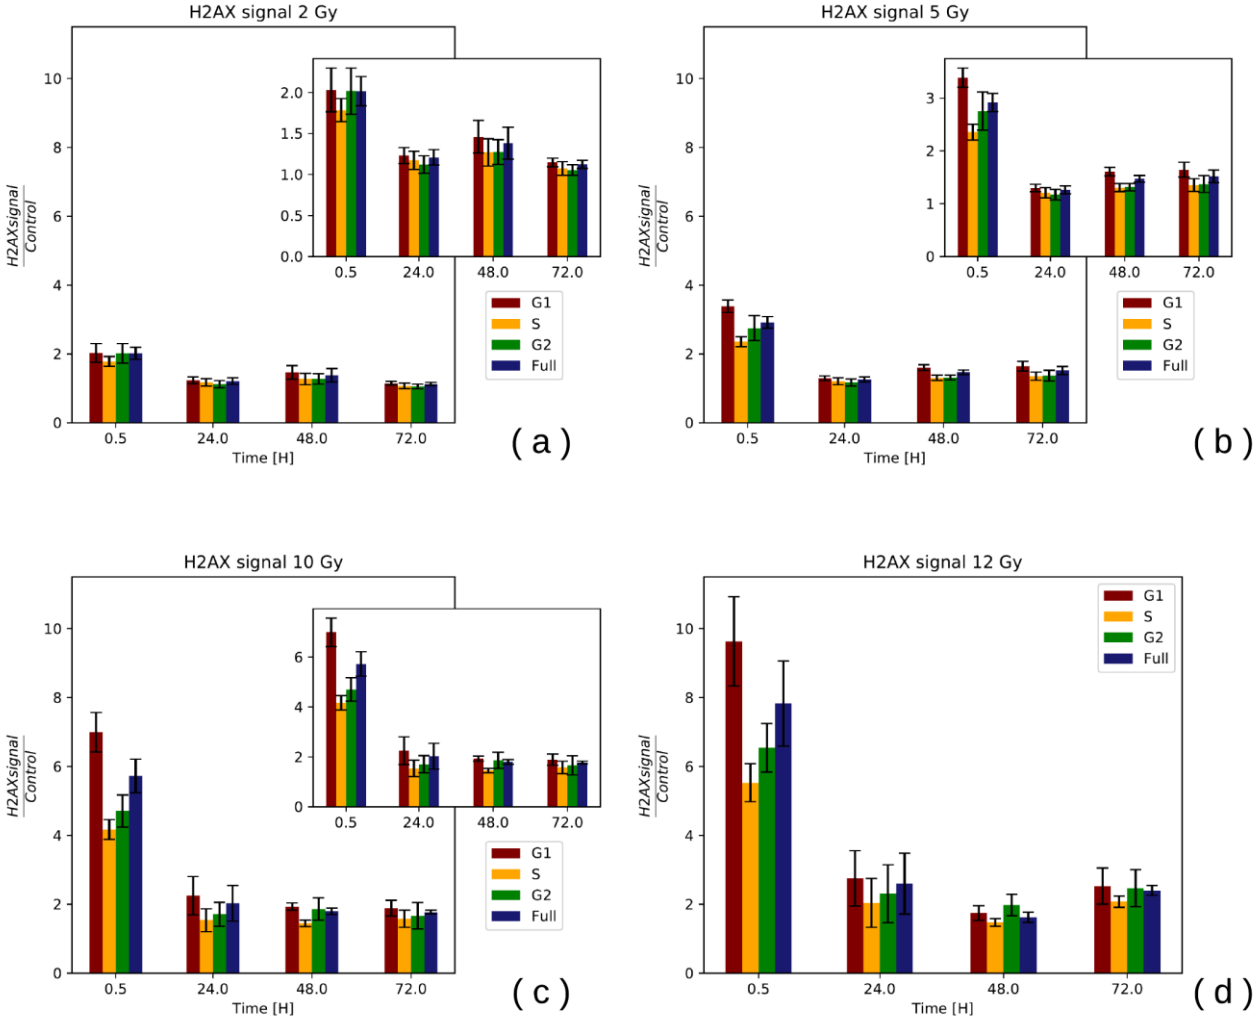 H2AX signal 2 Gy
H2AXsignal
Control
10
8
6
4
2
0
0.5 24.0 48.0 72.0
Time [H]
2.0
1.5
1.0
0.5
0.0
0.5 24.0 48.0 72.0
G1
S
G2
Full
(a)
H2AX signal 5 Gy
H2AXsignal
Control
10
8
6
4
2
0
0.5 24.0 48.0 72.0
Time [H]
3
2
1
0
0.5 24.0 48.0 72.0
G1
S
G2
Full
(b)
H2AX signal 10 Gy
H2AXsignal
Control
10
8
6
4
2
0
0.5 24.0 48.0 72.0
Time [H]
6
4
2
0
0.5 24.0 48.0 72.0
G1
S
G2
Full
(c)
H2AX signal 12 Gy
H2AXsignal
Control
10
8
6
4
2
0
0.5 24.0 48.0 72.0
Time [H]
G1
S
G2
Full
(d)